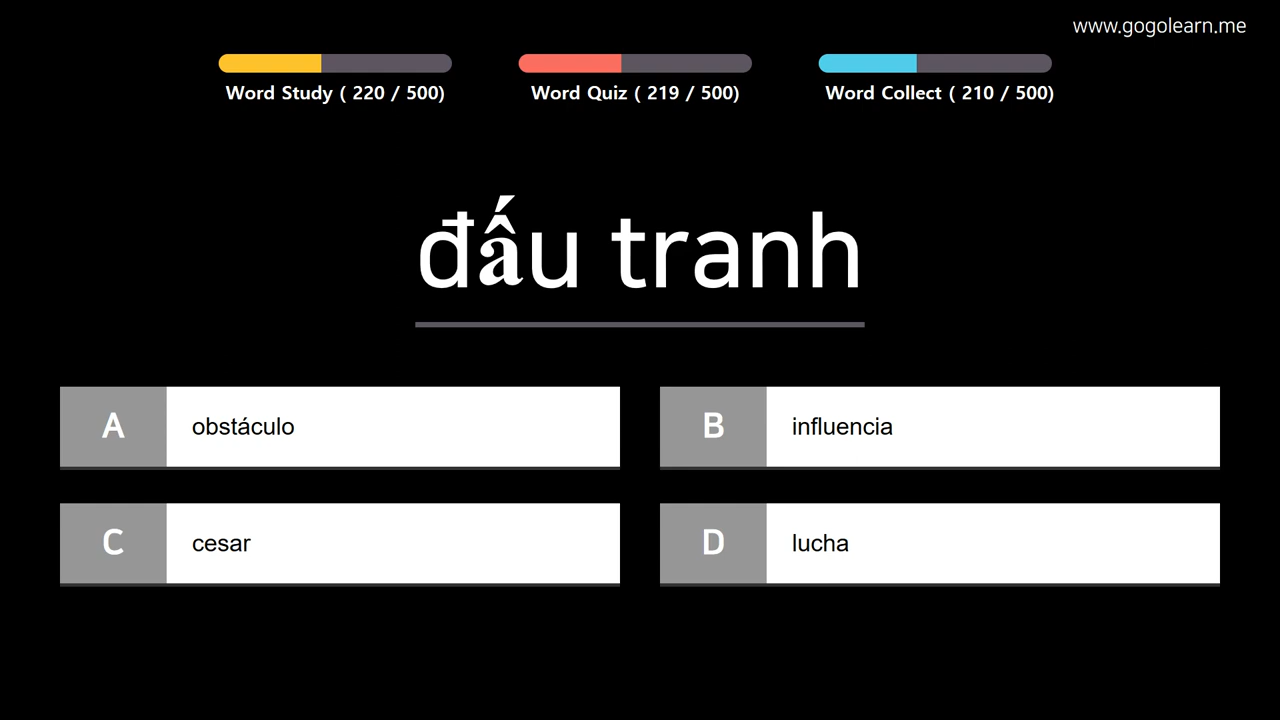 www.gogolearn.me
Word Study ( 220 / 500)
Word Quiz ( 219 / 500)
Word Collect ( 210 / 500)
đấu tranh
A obstáculo
B influencia
C cesar
D lucha